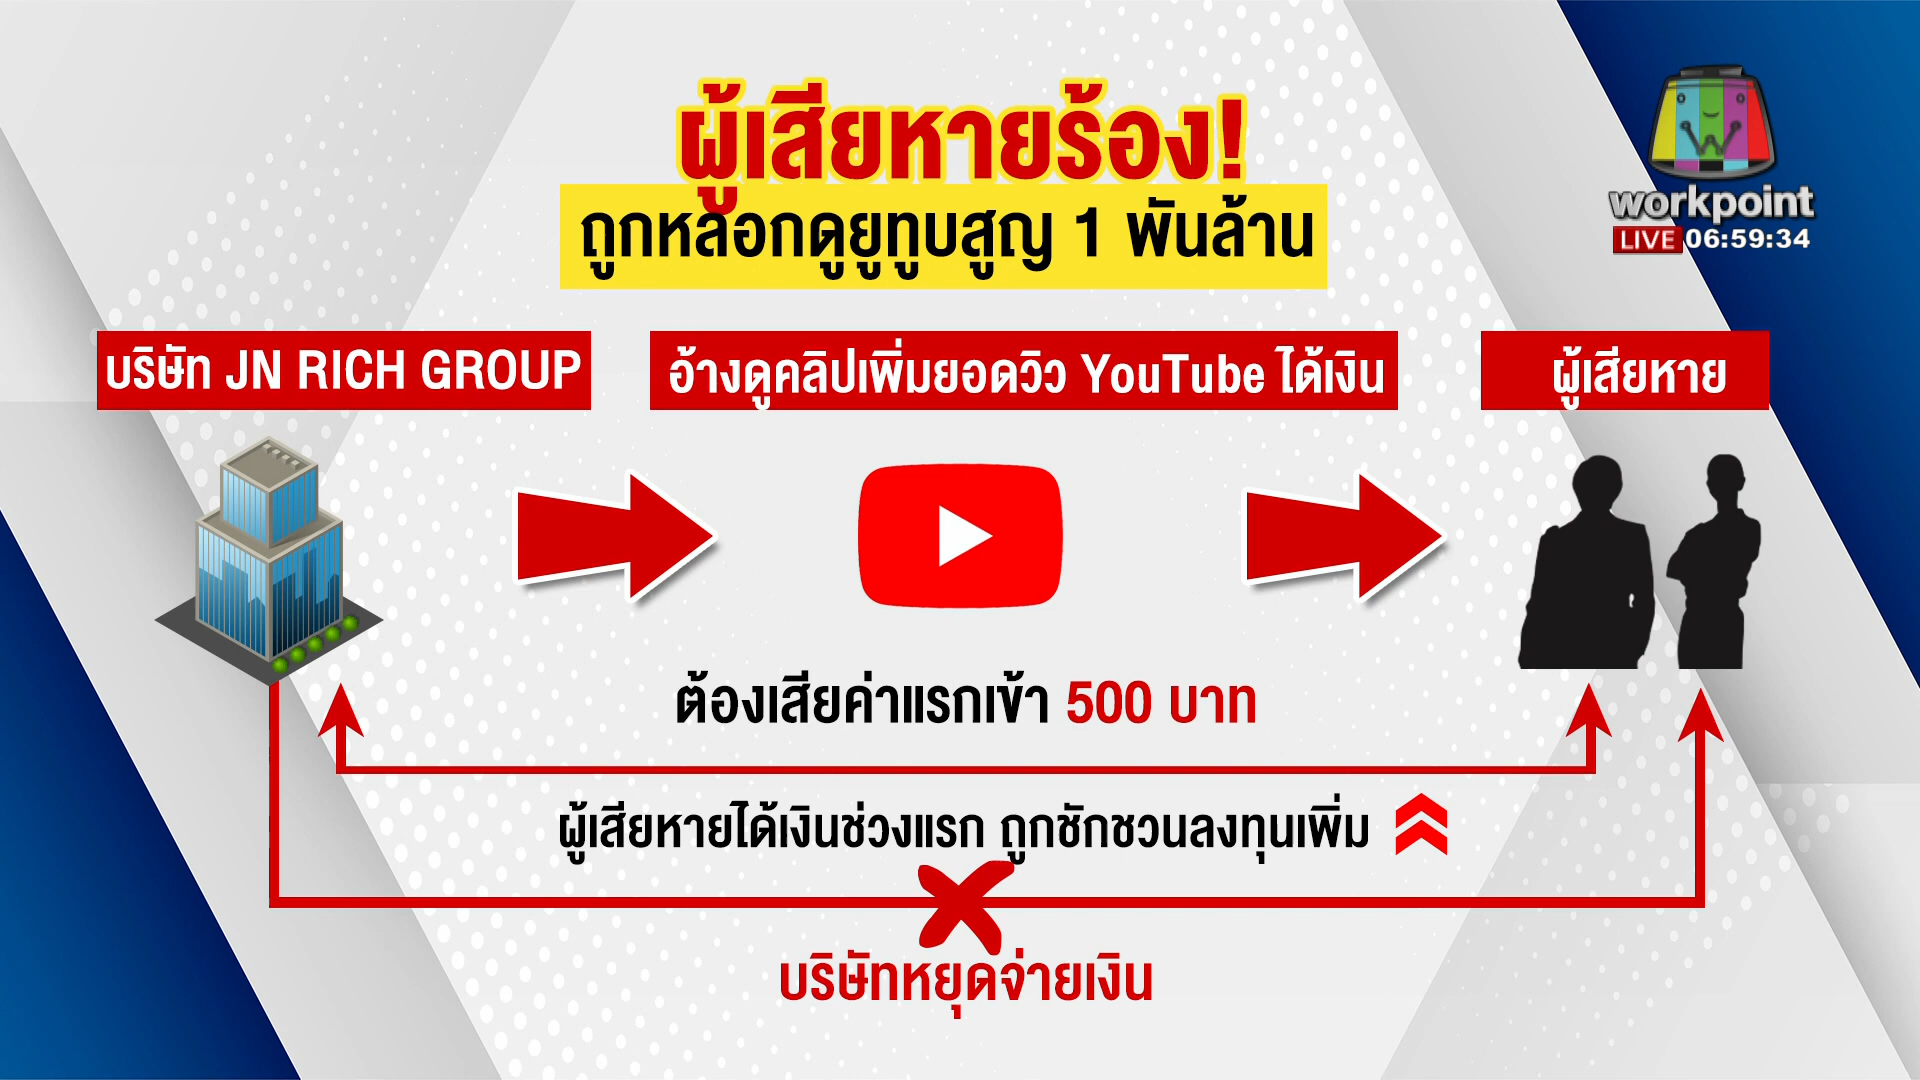 ผู้เสียหายร้อง!
ถูกหลอกดูยูทูบสูญ 1 พันล้าน
workpoint
LIVE 06:59:34
บริษัท JN RICH GROUP
อ้างดูคลิปเพิ่มยอดวิว YouTube ได้เงิน
ผู้เสียหาย
ต้องเสียค่าแรกเข้า 500 บาท
ผู้เสียหายได้เงินช่วงแรก ถูกชักชวนลงทุนเพิ่ม
บริษัทหยุดจ่ายเงิน